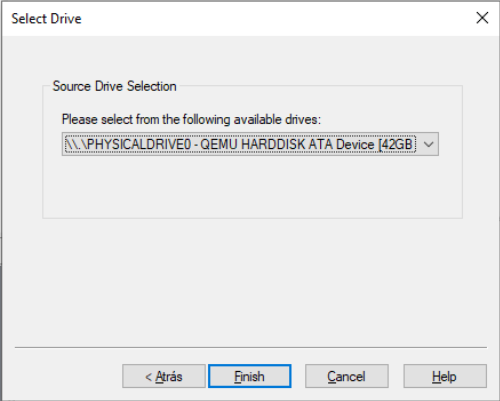 Select Drive
Source Drive Selection
Please select from the following available drives:
\\.\PHYSICALDRIVE0 - QEMU HARDDISK ATA Device [42GB
< Atrás
Finish
Cancel
Help